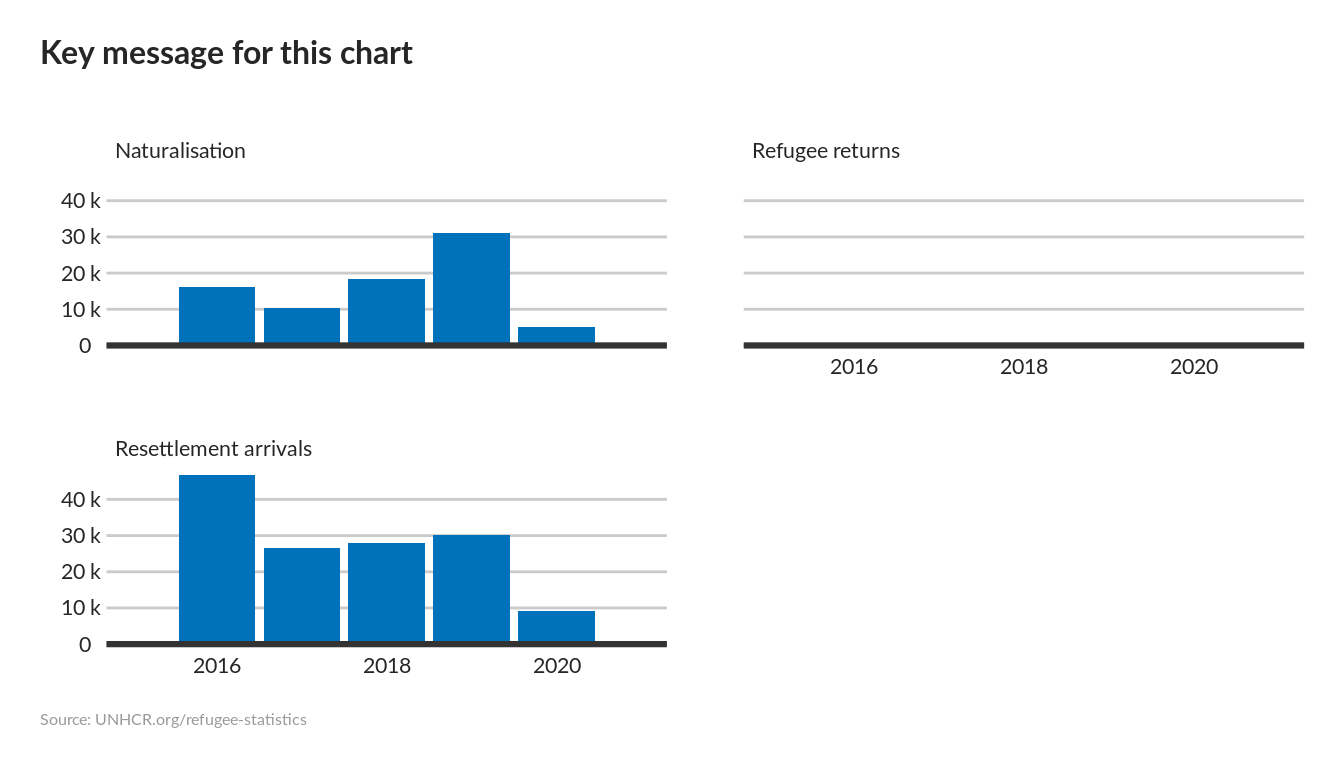 Key message for this chart
Naturalisation
40 k
30 k
20 k
10 k
0
Refugee returns
2016 2018 2020
Resettlement arrivals
40 k
30 k
20 k
10 k
0
2016 2018 2020
Source: UNHCR.org/refugee-statistics